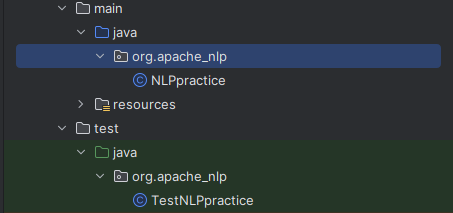 main
java
org.apache_nlp
NLPpractice
resources
test
java
org.apache_nlp
TestNLPpractice